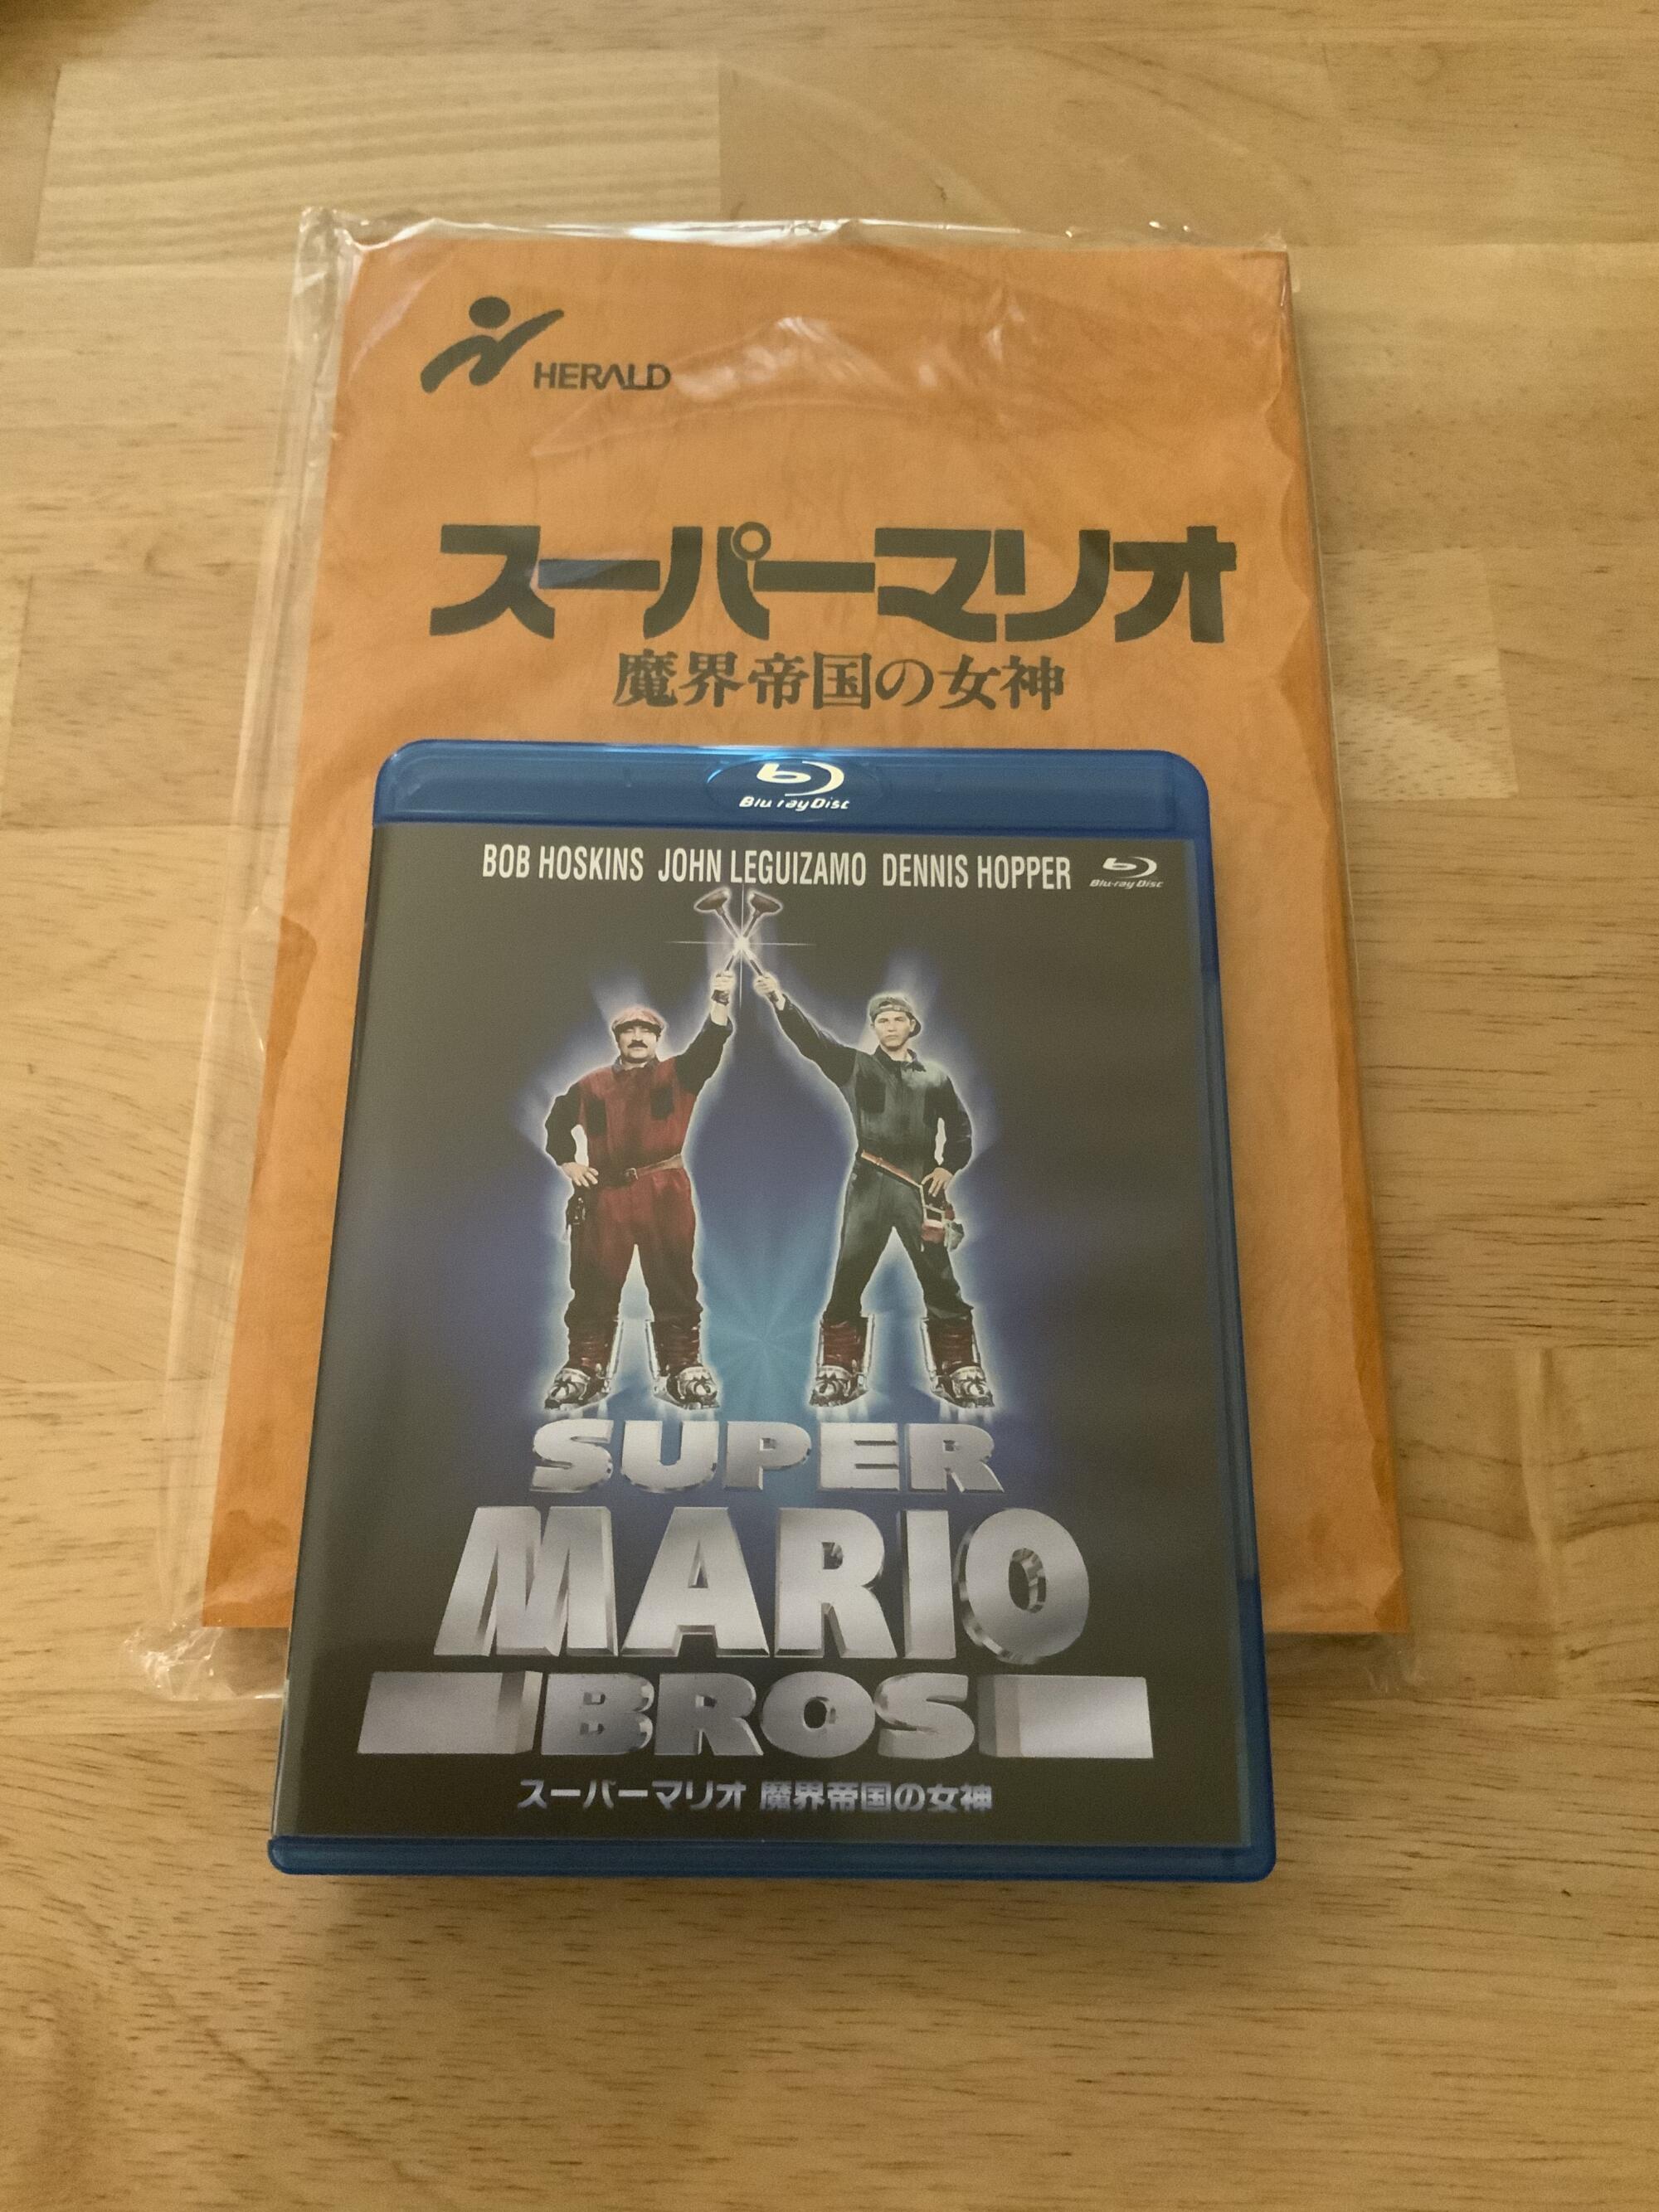 HERALD
スーパーマリオ
魔界帝国の女神
Blu-ray Disc
BOB HOSKINS JOHN LEGUIZAMO DENNIS HOPPER
Blu-ray Disc
SUPER
MARIO
BROS
スーパーマリオ 魔界帝国の女神